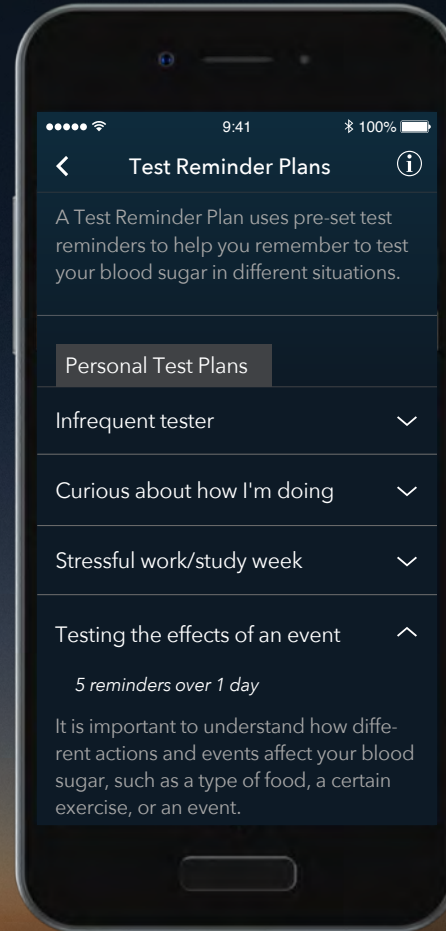 9:41
100%
Test Reminder Plans
A Test Reminder Plan uses pre-set test
reminders to help you remember to test
your blood sugar in different situations.
Personal Test Plans
Infrequent tester
Curious about how I'm doing
Stressful work/study week
Testing the effects of an event
5 reminders over 1 day
It is important to understand how diffe-
rent actions and events affect your blood
sugar, such as a type of food, a certain
exercise, or an event.